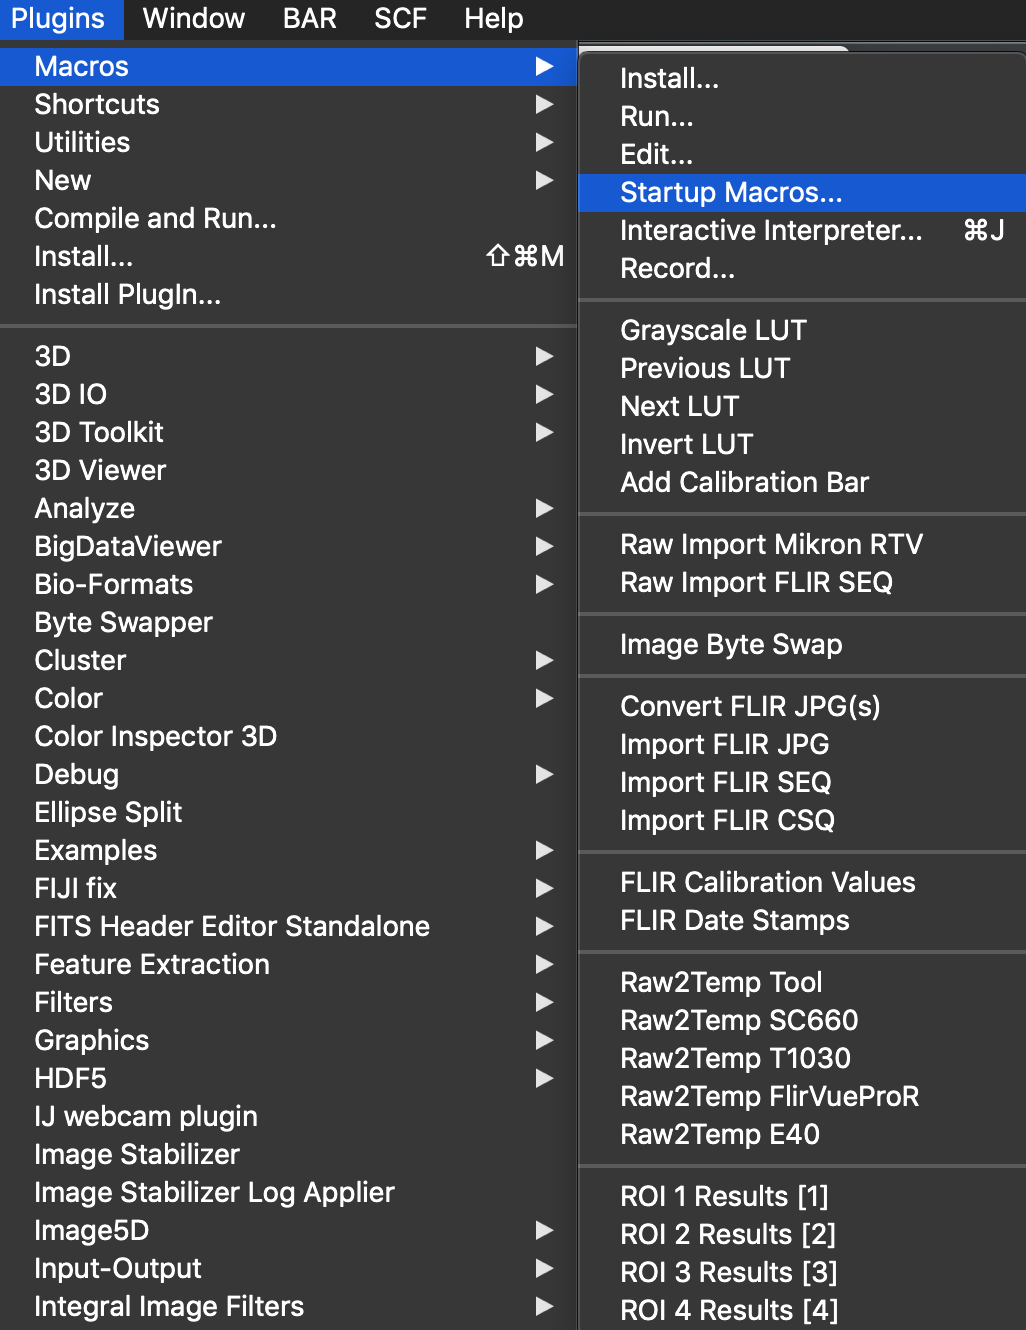 Plugins Window BAR SCF Help
Macros
Shortcuts
Utilities
New
Compile and Run...
Install... ⇧⌘M
Install PlugIn...
3D
3D IO
3D Toolkit
3D Viewer
Analyze
BigDataViewer
Bio-Formats
Byte Swapper
Cluster
Color
Color Inspector 3D
Debug
Ellipse Split
Examples
FIJI fix
FITS Header Editor Standalone
Feature Extraction
Filters
Graphics
HDF5
IJ webcam plugin
Image Stabilizer
Image Stabilizer Log Applier
Image5D
Input-Output
Integral Image Filters
Install...
Run...
Edit...
Startup Macros...
Interactive Interpreter... ⌘J
Record...
Grayscale LUT
Previous LUT
Next LUT
Invert LUT
Add Calibration Bar
Raw Import Mikron RTV
Raw Import FLIR SEQ
Image Byte Swap
Convert FLIR JPG(s)
Import FLIR JPG
Import FLIR SEQ
Import FLIR CSQ
FLIR Calibration Values
FLIR Date Stamps
Raw2Temp Tool
Raw2Temp SC660
Raw2Temp T1030
Raw2Temp FlirVueProR
Raw2Temp E40
ROI 1 Results [1]
ROI 2 Results [2]
ROI 3 Results [3]
ROI 4 Results [4]